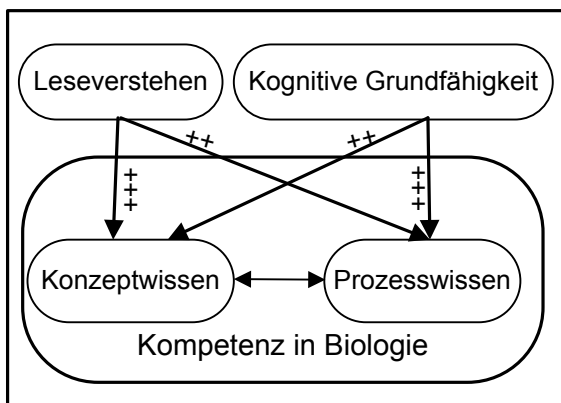 Leseverstehen
Kognitive Grundfähigkeit
++
++
+++
+++
Konzeptwissen
Prozesswissen
Kompetenz in Biologie